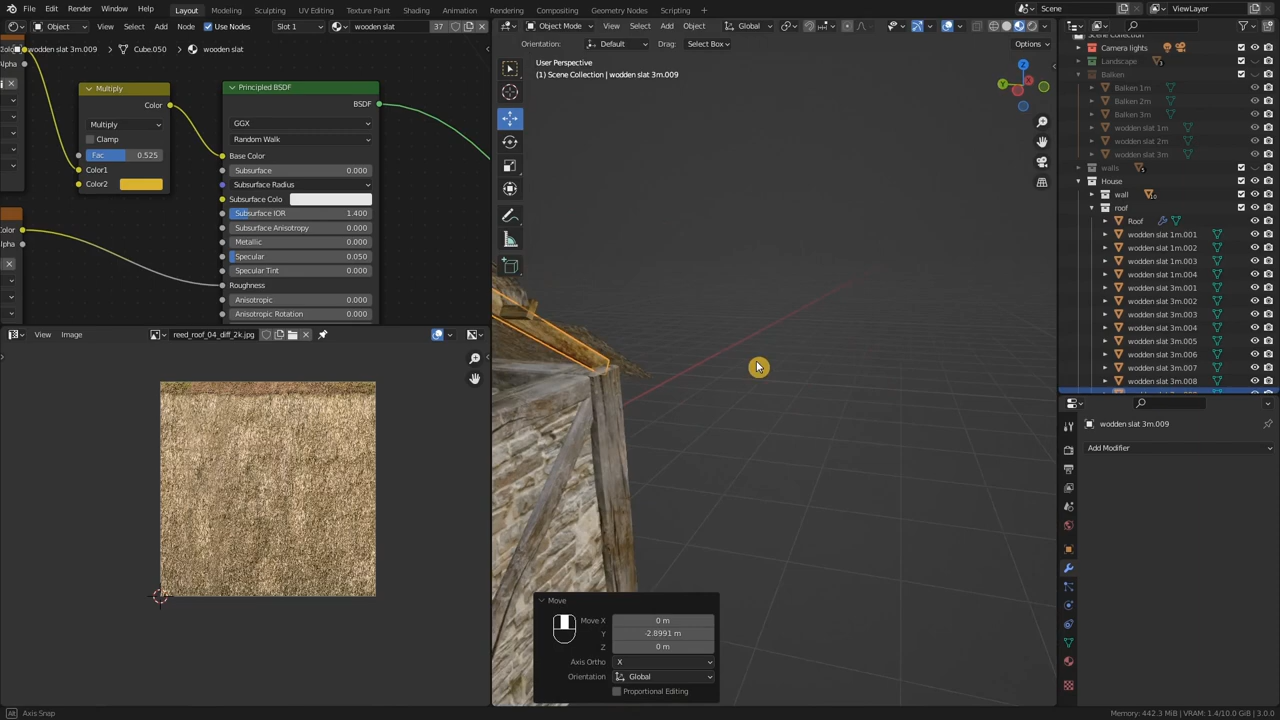 File Edit Render Window Help Layout Modeling Sculpting UV Editing Texture Paint Shading Animation Rendering Compositing Geometry Nodes Scripting Scene ViewLayer
Object View Select Add Node Use Nodes Slot 1 wooden slat 37
Object Mode View Select Add Object Global
Orientation: Default Drag: Select Box Options
wooden slat 3m.009 Cube.050 wooden slat
User Perspective
(1) Scene Collection | wooden slat 3m.009
Alpha
Multiply
Color
Multiply
Clamp
Fac 0.525
Color1
Color2
Color
Alpha
Principled BSDF
BSDF
GGX
Random Walk
Base Color
Subsurface 0.000
Subsurface Radius
Subsurface Colo
Subsurface IOR 1.400
Subsurface Anisotropy 0.000
Metallic 0.000
Specular 0.050
Specular Tint 0.000
Roughness
Anisotropic 0.000
Anisotropic Rotation 0.000
View Image reed_roof_04_diff_2k.jpg
Move
Move X 0 m
Y -2.8991 m
Z 0 m
Axis Ortho X
Orientation Global
Proportional Editing
Scene Collection
Camera lights
Landscape
Balken
Balken 1m
Balken 2m
Balken 3m
wooden slat 1m
wooden slat 2m
wooden slat 3m
walls
House
wall
roof
Roof
wooden slat 1m.001
wooden slat 1m.002
wooden slat 1m.003
wooden slat 1m.004
wooden slat 3m.001
wooden slat 3m.002
wooden slat 3m.003
wooden slat 3m.004
wooden slat 3m.005
wooden slat 3m.006
wooden slat 3m.007
wooden slat 3m.008
wooden slat 3m.009
Add Modifier
Axis Snap
Memory: 442.3 MiB | VRAM: 1.4/10.0 GiB | 3.0.0